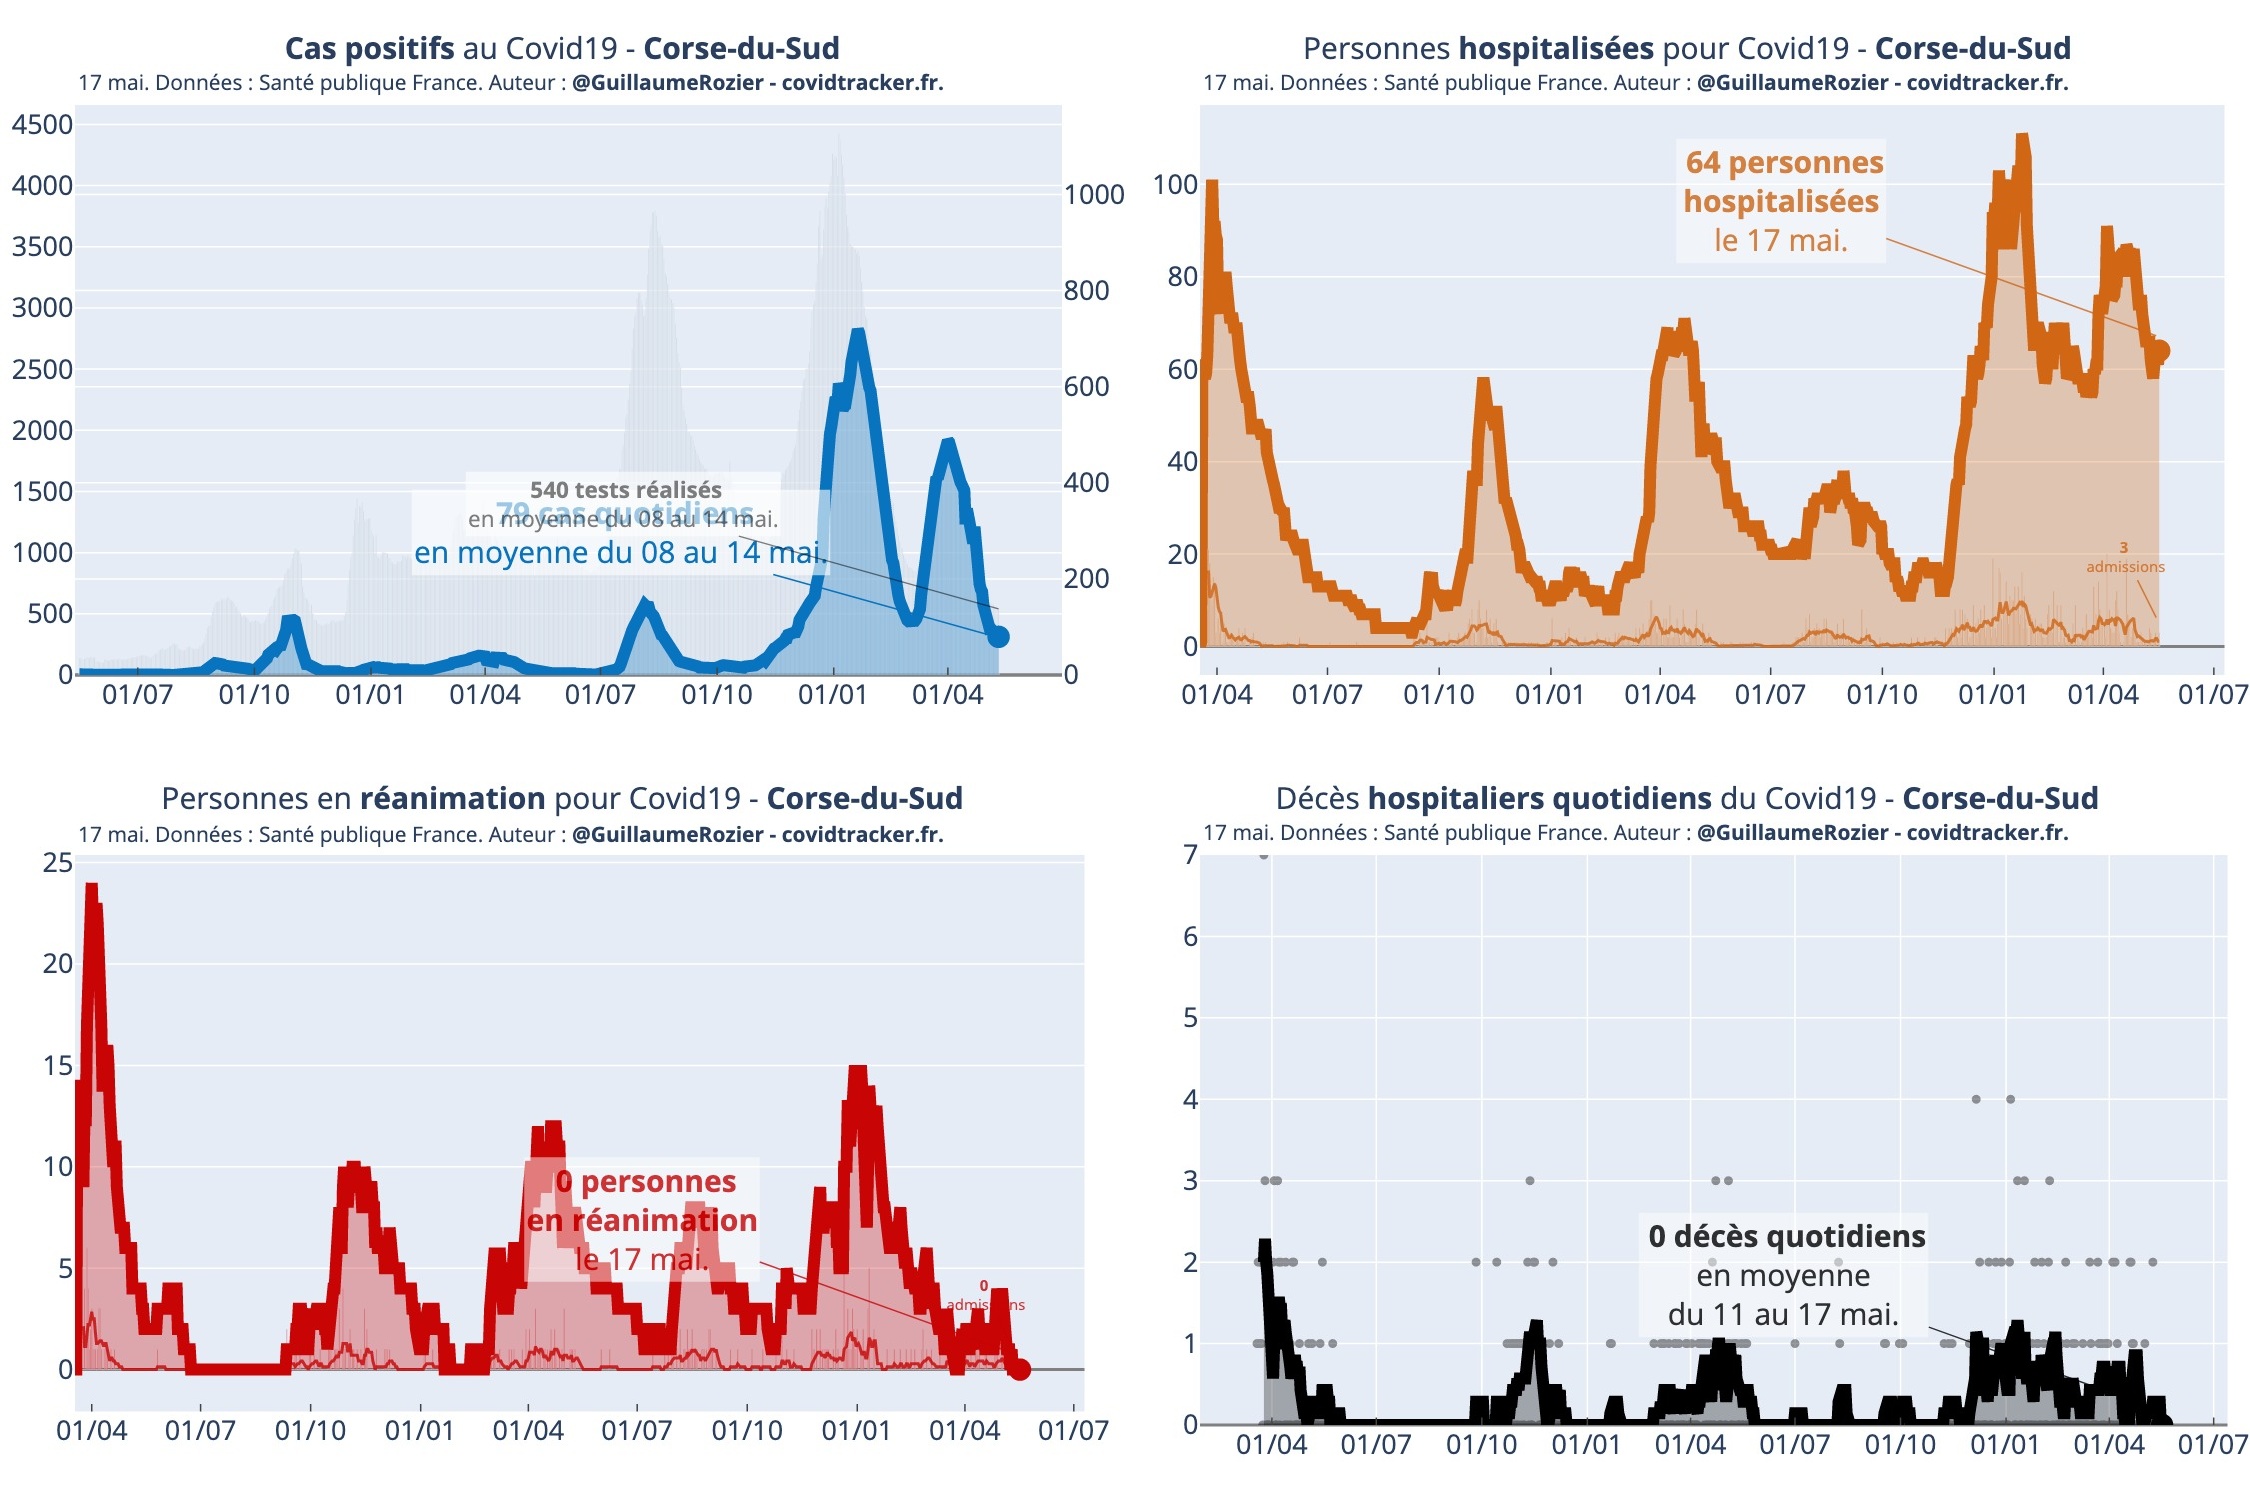 Cas positifs au Covid19 - Corse-du-Sud
17 mai. Données : Santé publique France. Auteur : @GuillaumeRozier - covidtracker.fr.
4500
4000
3500
3000
2500
2000
1500
1000
500
0
1000
800
600
400
200
0
540 tests réalisés
en moyenne du 08 au 14 mai.
79 cas quotidiens
en moyenne du 08 au 14 mai.
01/07 01/10 01/01 01/04 01/07 01/10 01/01 01/04
Personnes hospitalisées pour Covid19 - Corse-du-Sud
17 mai. Données : Santé publique France. Auteur : @GuillaumeRozier - covidtracker.fr.
100
80
60
40
20
0
64 personnes
hospitalisées
le 17 mai.
3
admissions
01/04 01/07 01/10 01/01 01/04 01/07 01/10 01/01 01/04 01/07
Personnes en réanimation pour Covid19 - Corse-du-Sud
17 mai. Données : Santé publique France. Auteur : @GuillaumeRozier - covidtracker.fr.
25
20
15
10
5
0
0 personnes
en réanimation
le 17 mai.
0
admissions
01/04 01/07 01/10 01/01 01/04 01/07 01/10 01/01 01/04 01/07
Décès hospitaliers quotidiens du Covid19 - Corse-du-Sud
17 mai. Données : Santé publique France. Auteur : @GuillaumeRozier - covidtracker.fr.
7
6
5
4
3
2
1
0
0 décès quotidiens
en moyenne
du 11 au 17 mai.
01/04 01/07 01/10 01/01 01/04 01/07 01/10 01/01 01/04 01/07